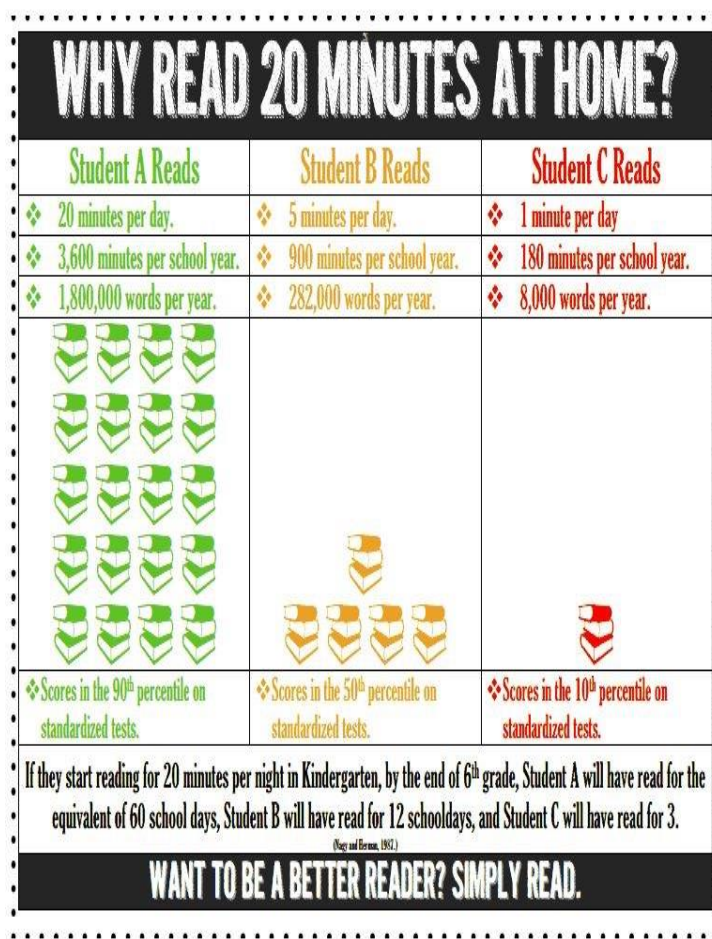 WHY READ 20 MINUTES AT HOME?
Student A Reads
20 minutes per day.
3,600 minutes per school year.
1,800,000 words per year.
Scores in the 90th percentile on
standardized tests.
Student B Reads
5 minutes per day.
900 minutes per school year.
282,000 words per year.
Scores in the 50th percentile on
standardized tests.
Student C Reads
1 minute per day
180 minutes per school year.
8,000 words per year.
Scores in the 10th percentile on
standardized tests.
If they start reading for 20 minutes per night in Kindergarten, by the end of 6th grade, Student A will have read for the
equivalent of 60 school days, Student B will have read for 12 schooldays, and Student C will have read for 3.
(Nagy and Herman, 1987.)
WANT TO BE A BETTER READER? SIMPLY READ.